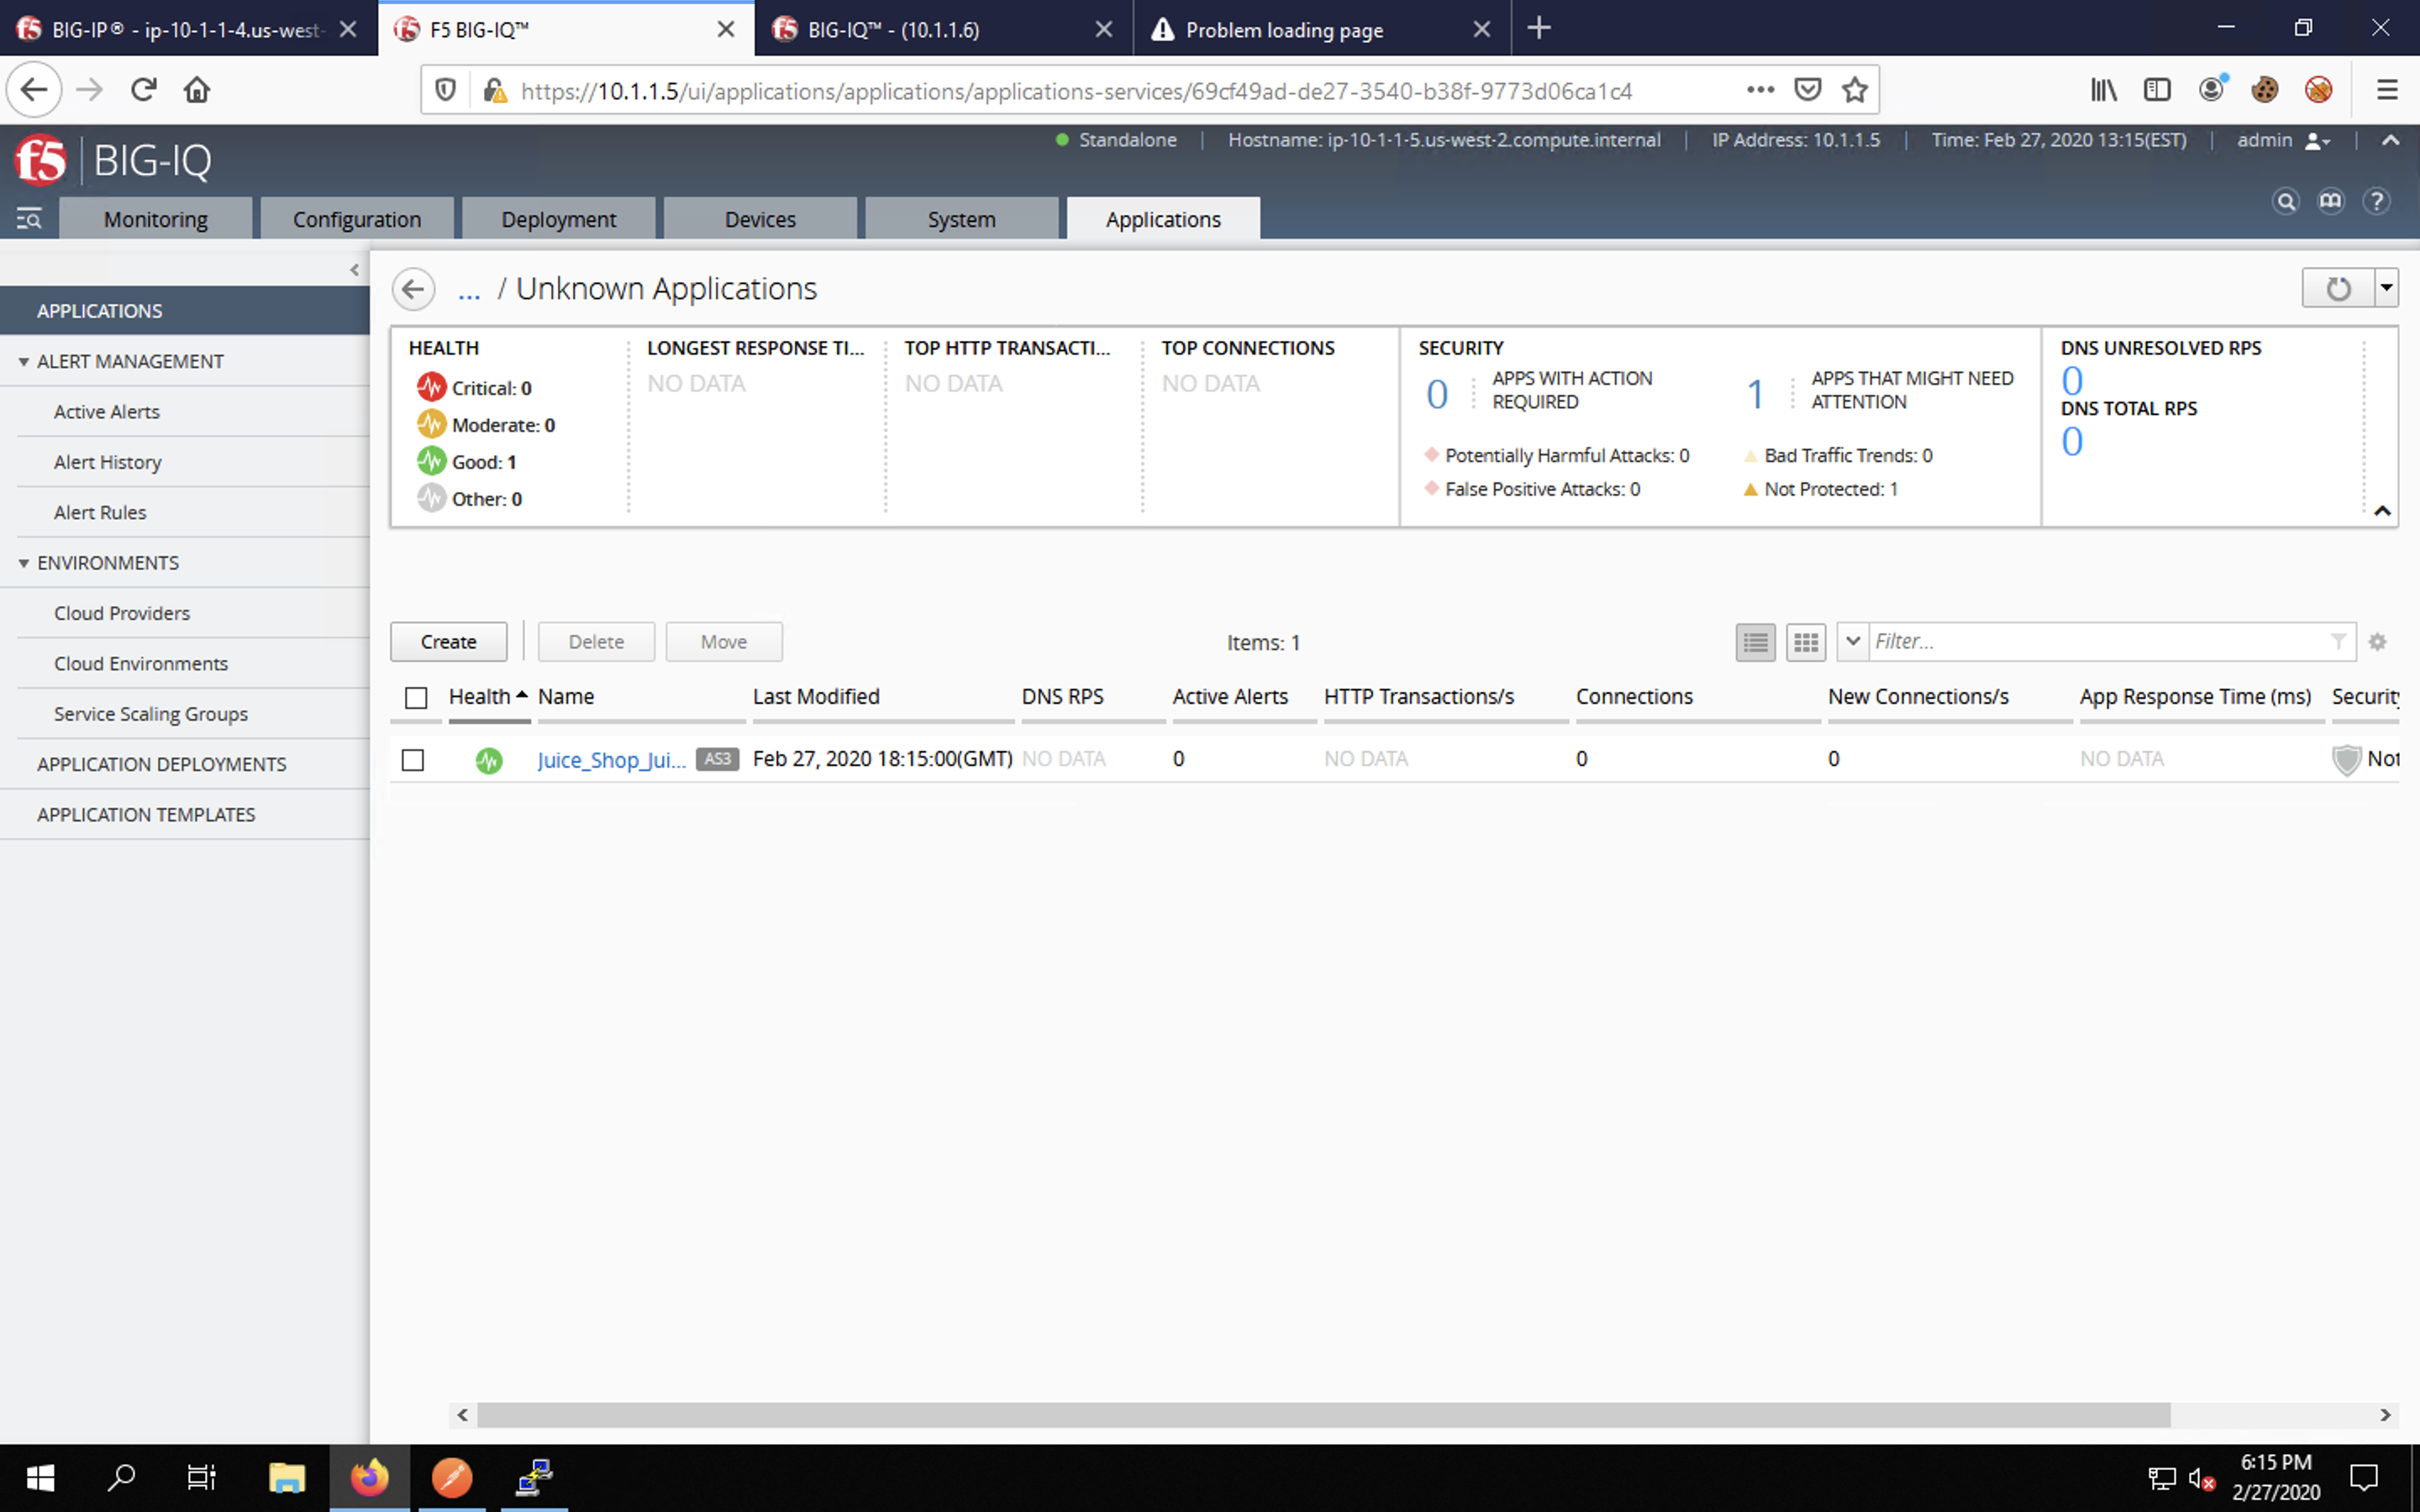 BIG-IP® - ip-10-1-1-4.us-west-
F5 BIG-IQ™
BIG-IQ™ - (10.1.1.6)
Problem loading page
https://10.1.1.5/ui/applications/applications/applications-services/69cf49ad-de27-3540-b38f-9773d06ca1c4
f5 BIG-IQ
Standalone | Hostname: ip-10-1-1-5.us-west-2.compute.internal | IP Address: 10.1.1.5 | Time: Feb 27, 2020 13:15(EST) | admin
Monitoring Configuration Deployment Devices System Applications
APPLICATIONS
ALERT MANAGEMENT
Active Alerts
Alert History
Alert Rules
ENVIRONMENTS
Cloud Providers
Cloud Environments
Service Scaling Groups
APPLICATION DEPLOYMENTS
APPLICATION TEMPLATES
... / Unknown Applications
HEALTH
Critical: 0
Moderate: 0
Good: 1
Other: 0
LONGEST RESPONSE TI...
NO DATA
TOP HTTP TRANSACTI...
NO DATA
TOP CONNECTIONS
NO DATA
SECURITY
0 APPS WITH ACTION
REQUIRED
Potentially Harmful Attacks: 0
False Positive Attacks: 0
1 APPS THAT MIGHT NEED
ATTENTION
Bad Traffic Trends: 0
Not Protected: 1
DNS UNRESOLVED RPS
0
DNS TOTAL RPS
0
Create Delete Move Items: 1 Filter...
Health Name Last Modified DNS RPS Active Alerts HTTP Transactions/s Connections New Connections/s App Response Time (ms) Security
Juice_Shop_Jui... AS3 Feb 27, 2020 18:15:00(GMT) NO DATA 0 NO DATA 0 0 NO DATA Not
6:15 PM
2/27/2020